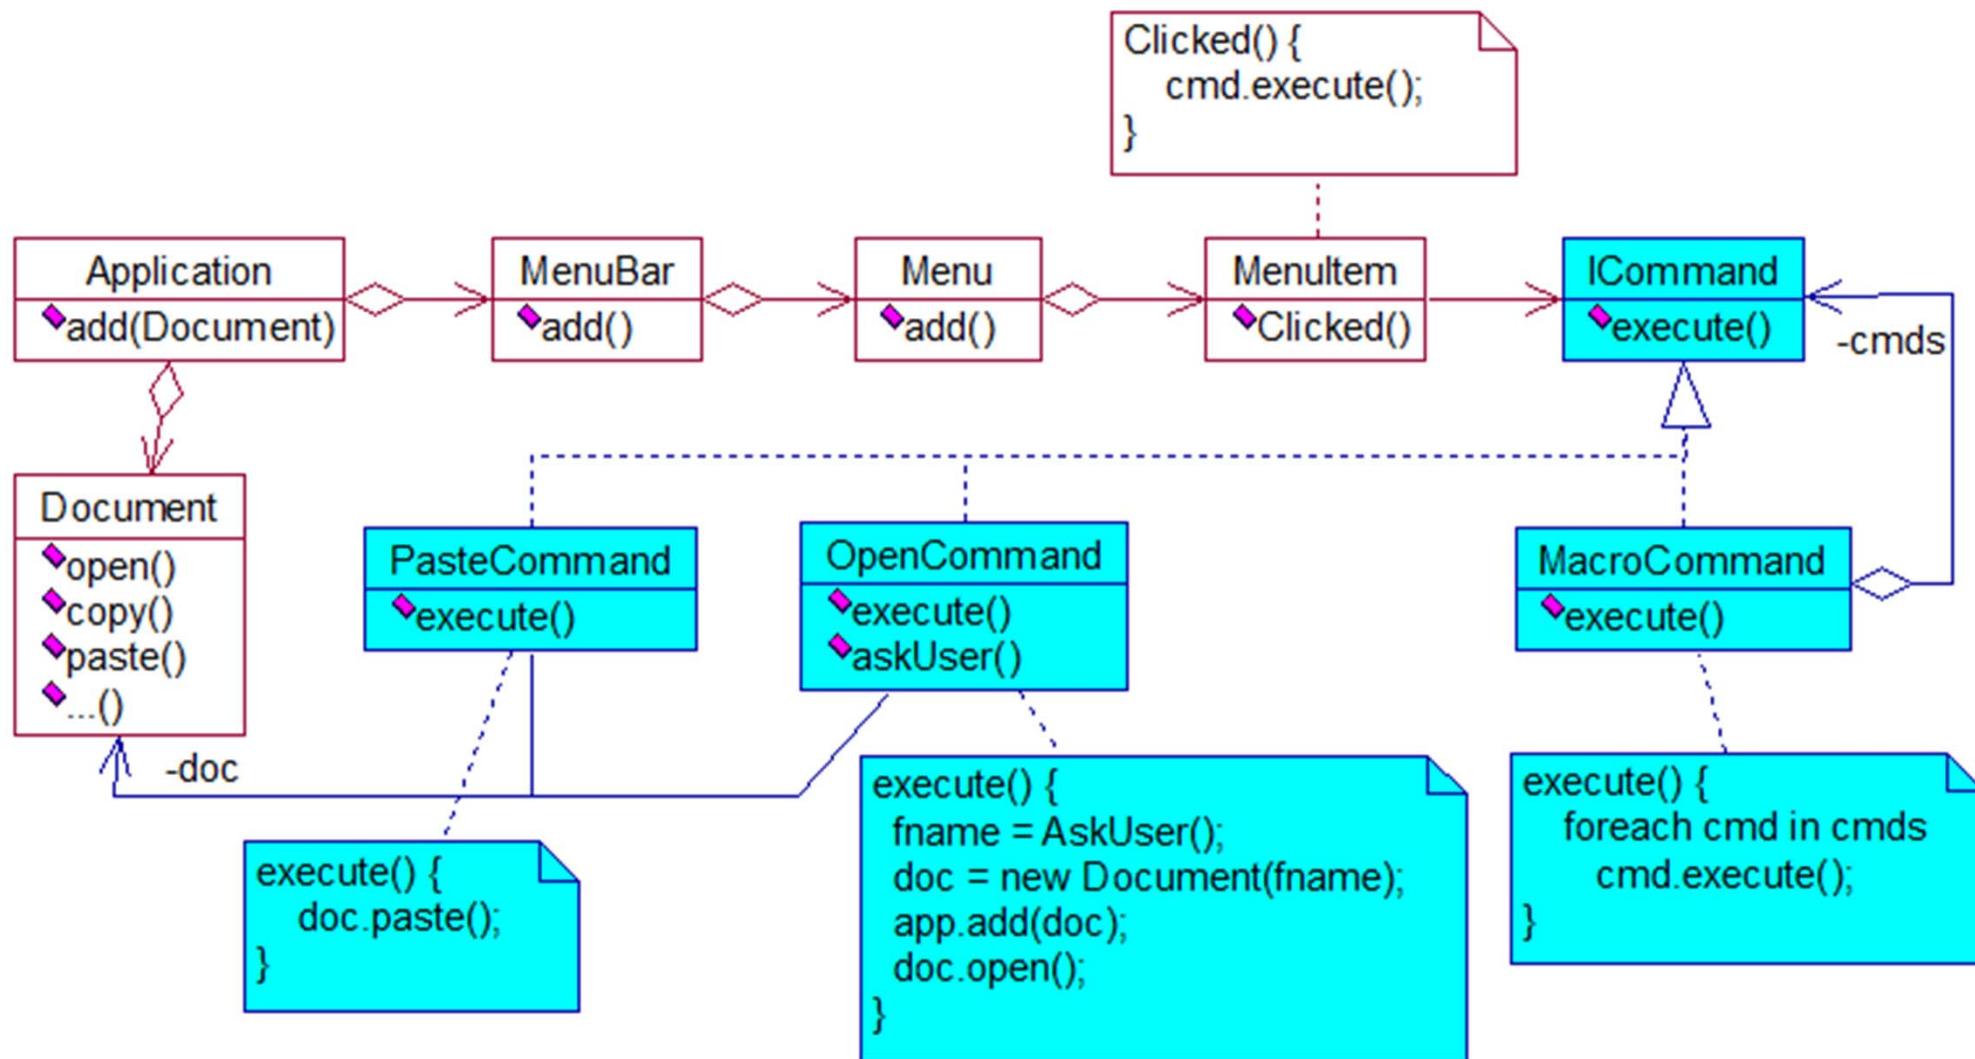 Clicked() {
cmd.execute();
}
Application
add(Document)
MenuBar
add()
Menu
add()
MenuItem
Clicked()
ICommand
execute()
-cmds
Document
open()
copy()
paste()
...()
-doc
PasteCommand
execute()
OpenCommand
execute()
askUser()
MacroCommand
execute()
execute() {
doc.paste();
}
execute() {
fname = AskUser();
doc = new Document(fname);
app.add(doc);
doc.open();
}
execute() {
foreach cmd in cmds
cmd.execute();
}